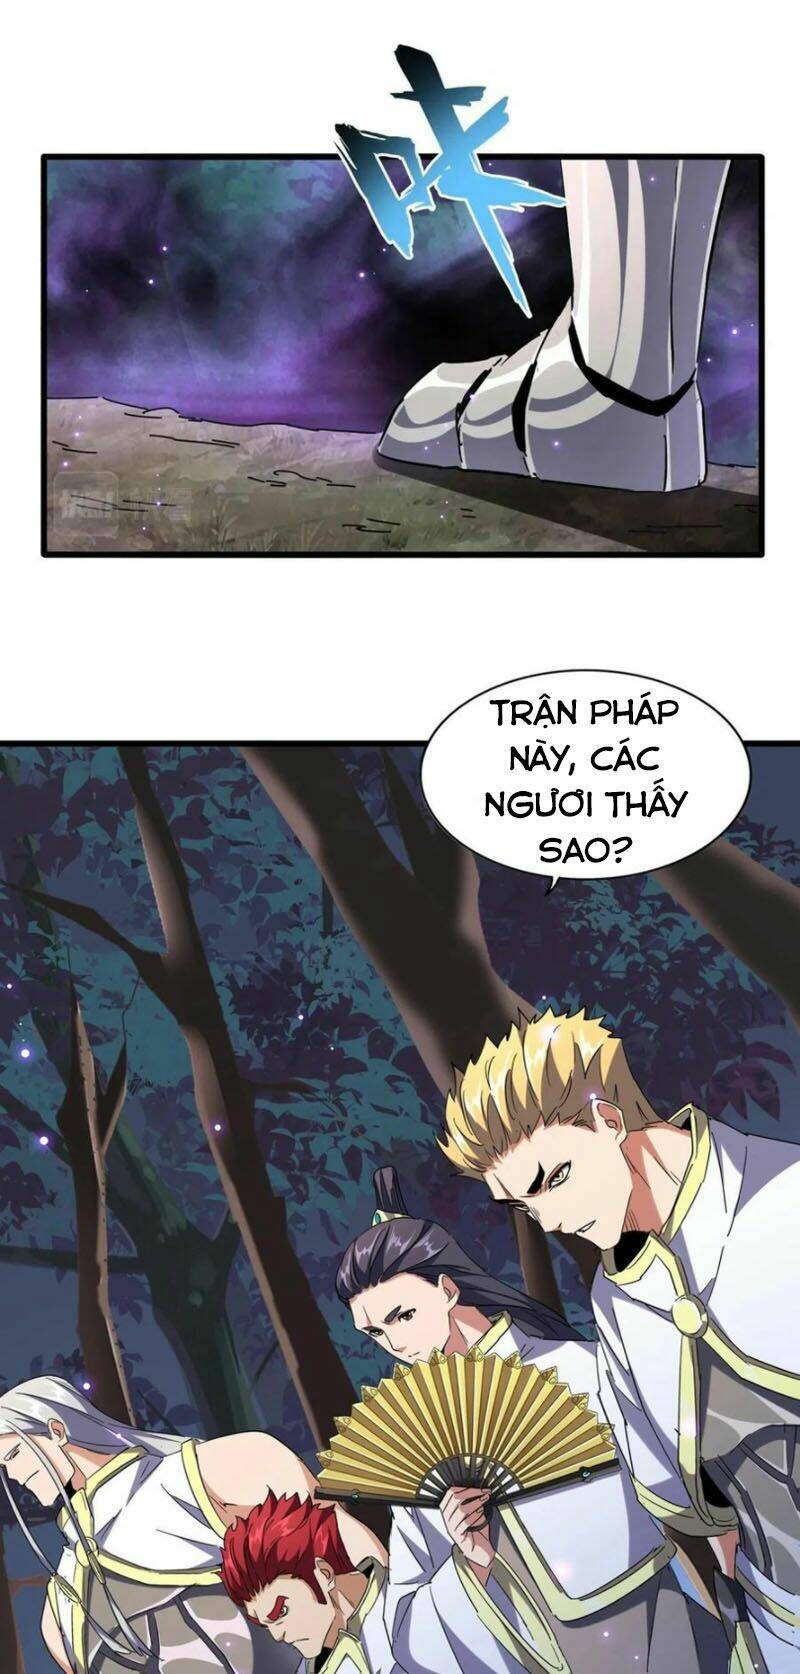 咔
TRẬN PHÁP
NÀY, CÁC
NGƯƠI THẤY
SAO?